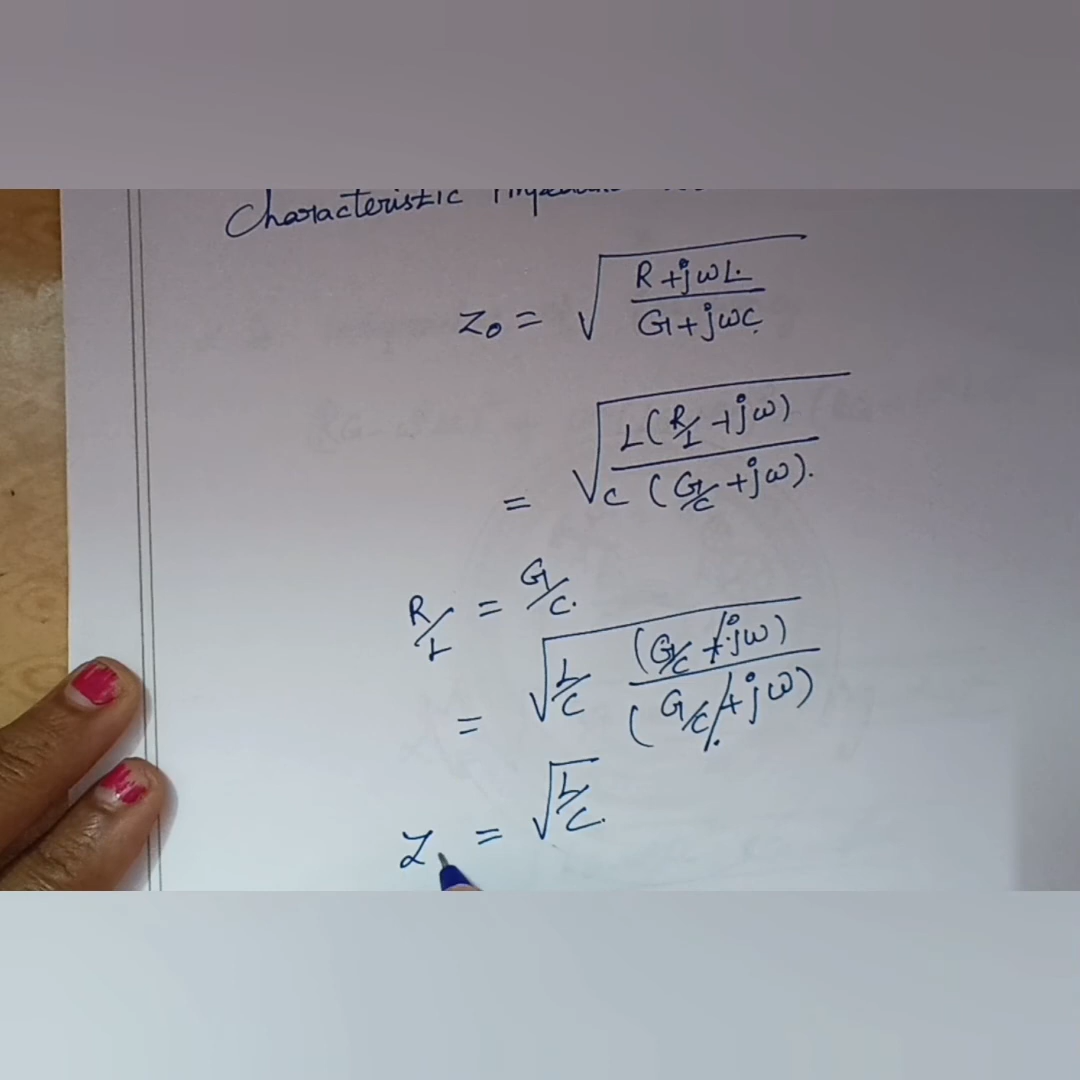 Characteristic
Z₀ = √((R+jωL)/(G+jωC))
= √(L(R/L+jω)/C(G/C+jω))
R/L = G/C
= √(L/C (G/C+jω)/(G/C+jω))
Z = √(L/C)